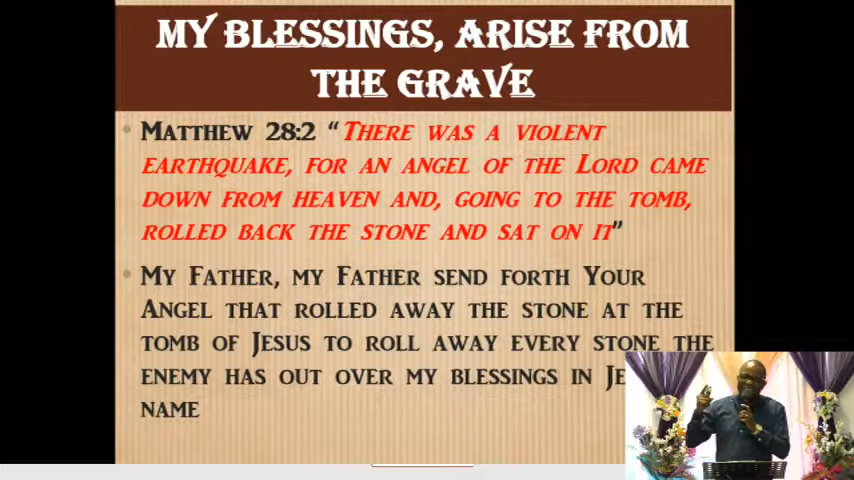 MY BLESSINGS, ARISE FROM
THE GRAVE
MATTHEW 28:2 “THERE WAS A VIOLENT
EARTHQUAKE, FOR AN ANGEL OF THE LORD CAME
DOWN FROM HEAVEN AND, GOING TO THE TOMB,
ROLLED BACK THE STONE AND SAT ON IT”
MY FATHER, MY FATHER SEND FORTH YOUR
ANGEL THAT ROLLED AWAY THE STONE AT THE
TOMB OF JESUS TO ROLL AWAY EVERY STONE THE
ENEMY HAS OUT OVER MY BLESSINGS IN
NAME